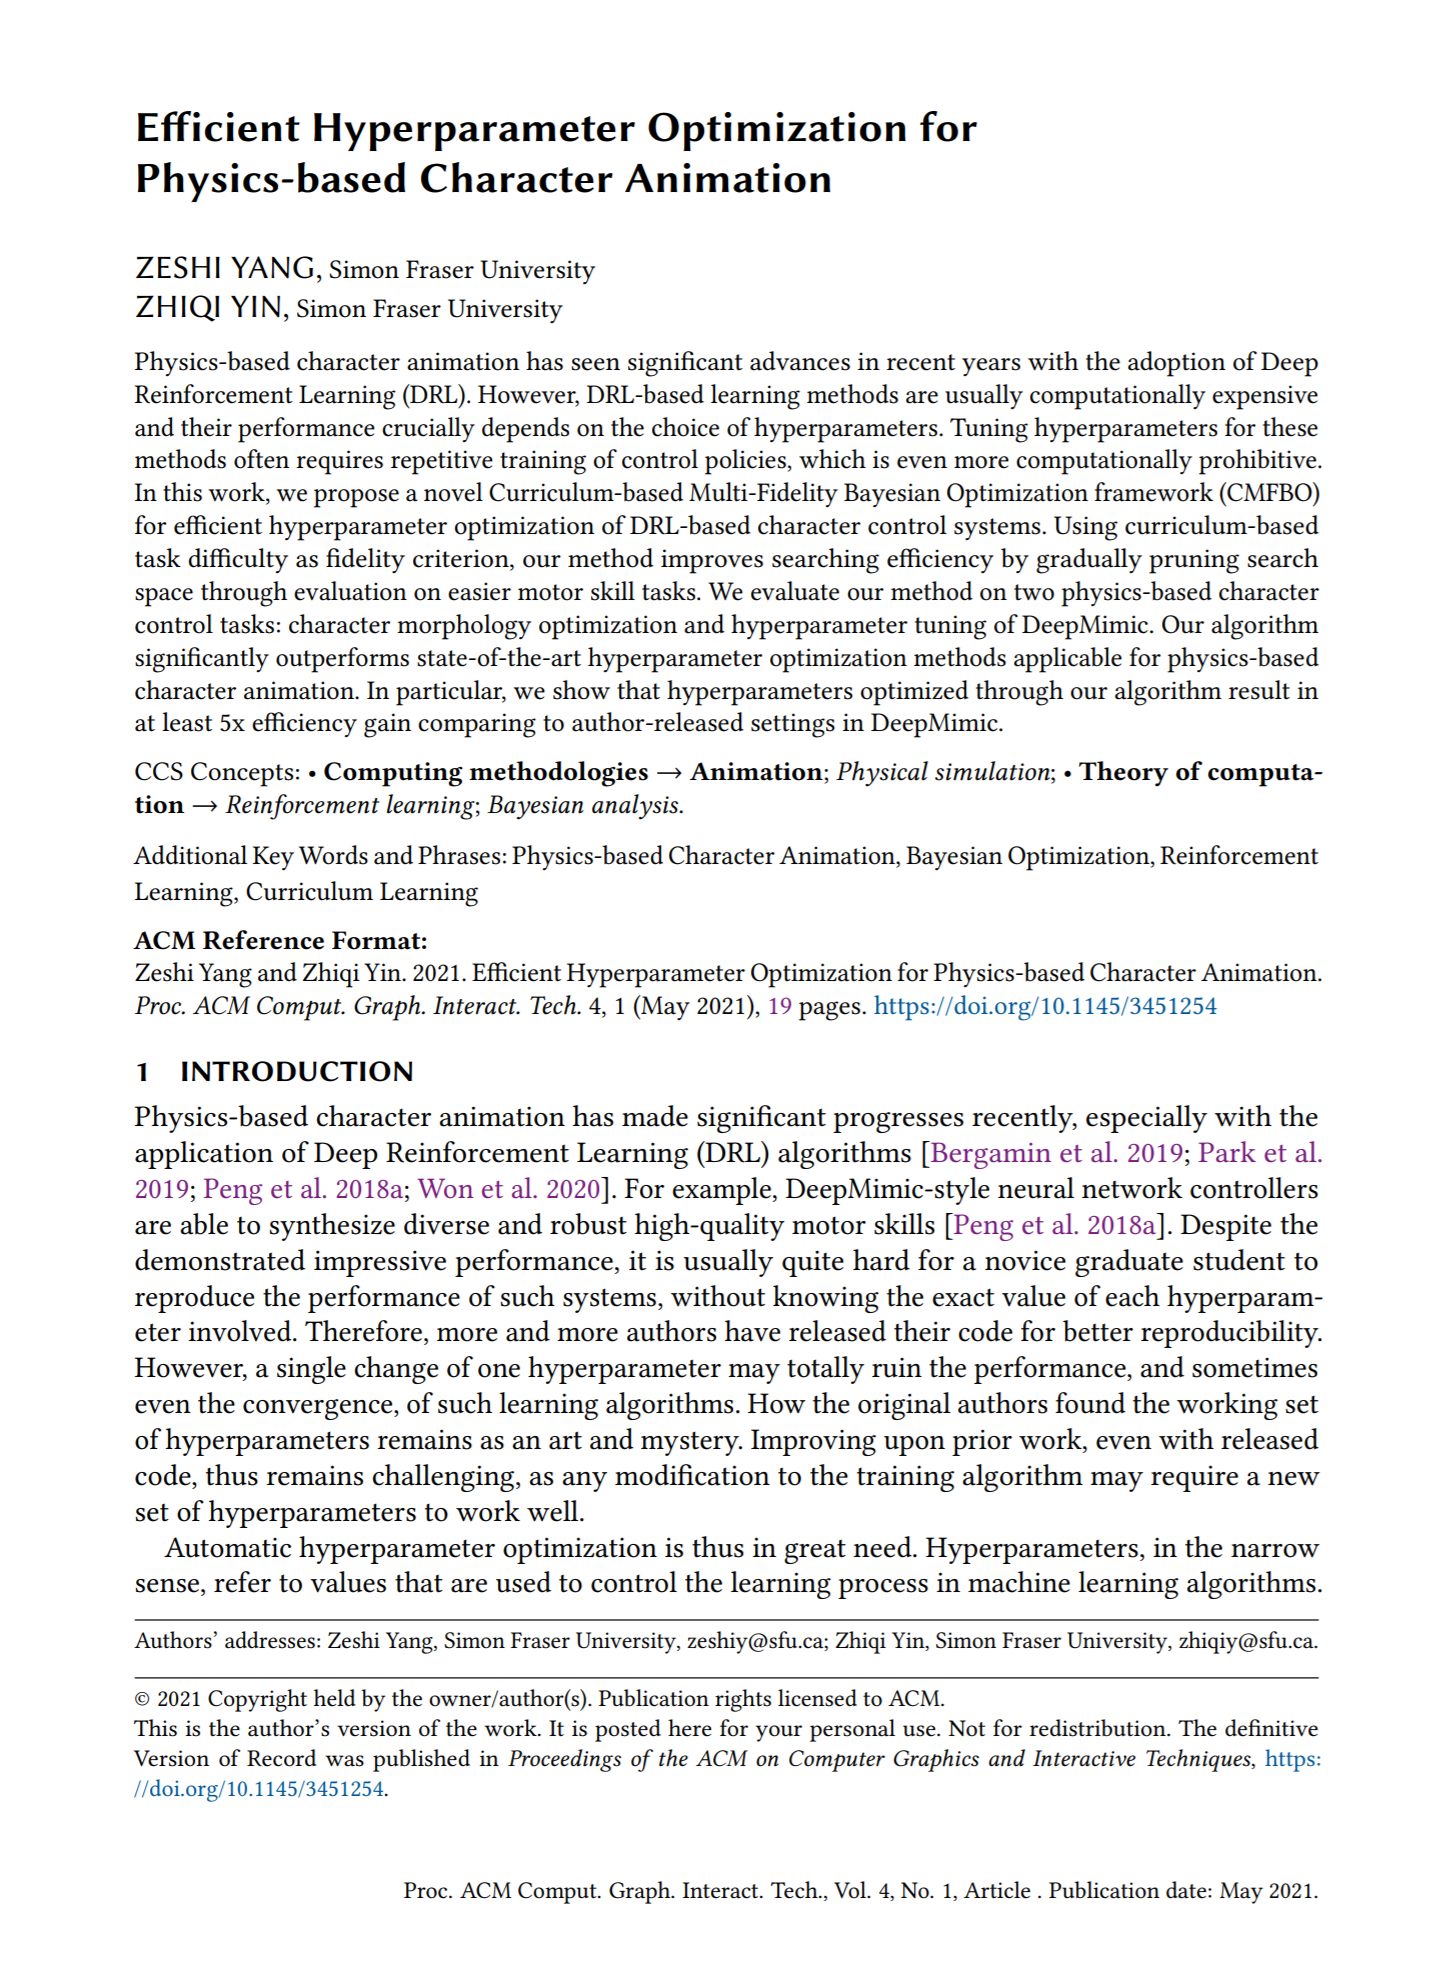 Efficient Hyperparameter Optimization for
Physics-based Character Animation
ZESHI YANG, Simon Fraser University
ZHIQI YIN, Simon Fraser University
Physics-based character animation has seen significant advances in recent years with the adoption of Deep
Reinforcement Learning (DRL). However, DRL-based learning methods are usually computationally expensive
and their performance crucially depends on the choice of hyperparameters. Tuning hyperparameters for these
methods often requires repetitive training of control policies, which is even more computationally prohibitive.
In this work, we propose a novel Curriculum-based Multi-Fidelity Bayesian Optimization framework (CMFBO)
for efficient hyperparameter optimization of DRL-based character control systems. Using curriculum-based
task difficulty as fidelity criterion, our method improves searching efficiency by gradually pruning search
space through evaluation on easier motor skill tasks. We evaluate our method on two physics-based character
control tasks: character morphology optimization and hyperparameter tuning of DeepMimic. Our algorithm
significantly outperforms state-of-the-art hyperparameter optimization methods applicable for physics-based
character animation. In particular, we show that hyperparameters optimized through our algorithm result in
at least 5x efficiency gain comparing to author-released settings in DeepMimic.
CCS Concepts: • Computing methodologies → Animation; Physical simulation; • Theory of computa-
tion → Reinforcement learning; Bayesian analysis.
Additional Key Words and Phrases: Physics-based Character Animation, Bayesian Optimization, Reinforcement
Learning, Curriculum Learning
ACM Reference Format:
Zeshi Yang and Zhiqi Yin. 2021. Efficient Hyperparameter Optimization for Physics-based Character Animation.
Proc. ACM Comput. Graph. Interact. Tech. 4, 1 (May 2021), 19 pages. https://doi.org/10.1145/3451254
1 INTRODUCTION
Physics-based character animation has made significant progresses recently, especially with the
application of Deep Reinforcement Learning (DRL) algorithms [Bergamin et al. 2019; Park et al.
2019; Peng et al. 2018a; Won et al. 2020]. For example, DeepMimic-style neural network controllers
are able to synthesize diverse and robust high-quality motor skills [Peng et al. 2018a]. Despite the
demonstrated impressive performance, it is usually quite hard for a novice graduate student to
reproduce the performance of such systems, without knowing the exact value of each hyperparam-
eter involved. Therefore, more and more authors have released their code for better reproducibility.
However, a single change of one hyperparameter may totally ruin the performance, and sometimes
even the convergence, of such learning algorithms. How the original authors found the working set
of hyperparameters remains as an art and mystery. Improving upon prior work, even with released
code, thus remains challenging, as any modification to the training algorithm may require a new
set of hyperparameters to work well.
Automatic hyperparameter optimization is thus in great need. Hyperparameters, in the narrow
sense, refer to values that are used to control the learning process in machine learning algorithms.
Authors’ addresses: Zeshi Yang, Simon Fraser University, zeshiy@sfu.ca; Zhiqi Yin, Simon Fraser University, zhiqiy@sfu.ca.
© 2021 Copyright held by the owner/author(s). Publication rights licensed to ACM.
This is the author’s version of the work. It is posted here for your personal use. Not for redistribution. The definitive
Version of Record was published in Proceedings of the ACM on Computer Graphics and Interactive Techniques, https:
//doi.org/10.1145/3451254.
Proc. ACM Comput. Graph. Interact. Tech., Vol. 4, No. 1, Article . Publication date: May 2021.